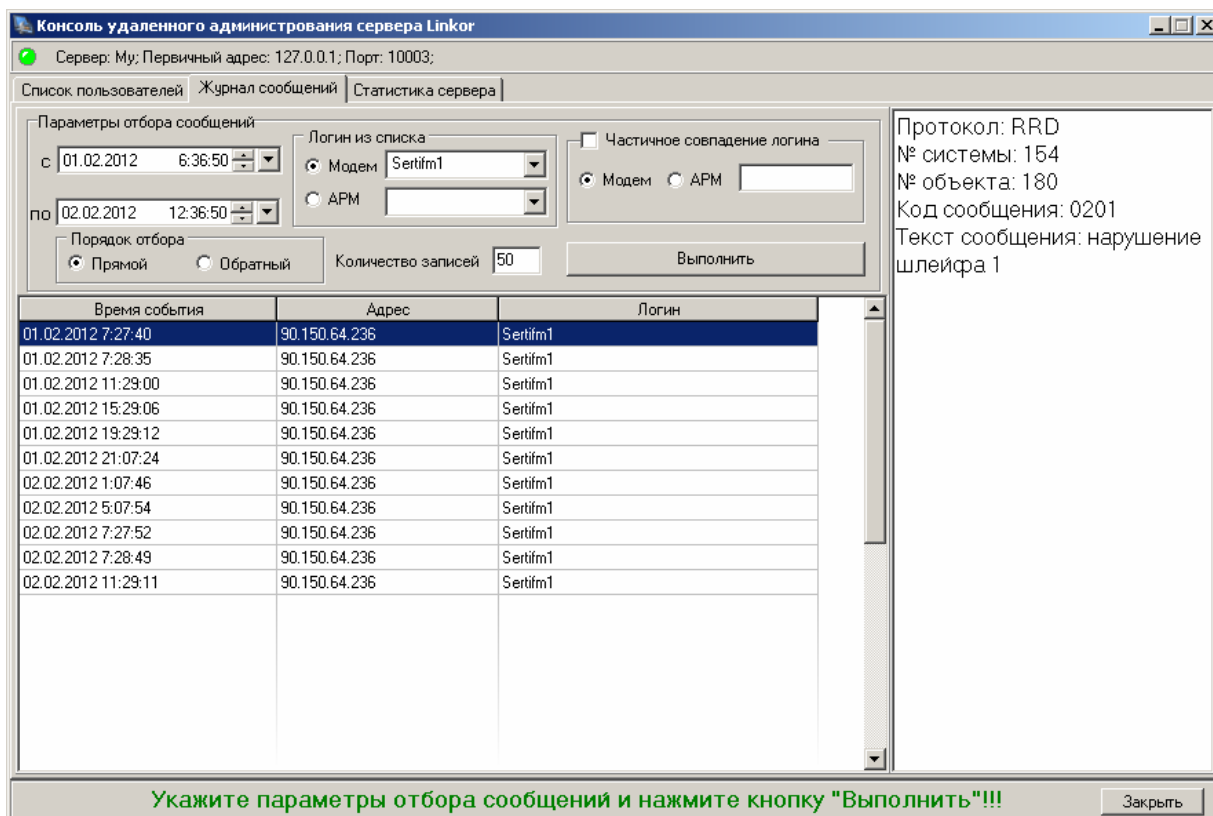 Консоль удаленного администрирования сервера Linkor
Сервер: My; Первичный адрес: 127.0.0.1; Порт: 10003;
Список пользователей Журнал сообщений Статистика сервера
Параметры отбора сообщений
с 01.02.2012 6:36:50
по 02.02.2012 12:36:50
Логин из списка
Модем Sertifm1
АРМ
Частичное совпадение логина
Модем АРМ
Порядок отбора
Прямой Обратный
Количество записей 50
Выполнить
Время события Адрес Логин
01.02.2012 7:27:40 90.150.64.236 Sertifm1
01.02.2012 7:28:35 90.150.64.236 Sertifm1
01.02.2012 11:29:00 90.150.64.236 Sertifm1
01.02.2012 15:29:06 90.150.64.236 Sertifm1
01.02.2012 19:29:12 90.150.64.236 Sertifm1
01.02.2012 21:07:24 90.150.64.236 Sertifm1
02.02.2012 1:07:46 90.150.64.236 Sertifm1
02.02.2012 5:07:54 90.150.64.236 Sertifm1
02.02.2012 7:27:52 90.150.64.236 Sertifm1
02.02.2012 7:28:49 90.150.64.236 Sertifm1
02.02.2012 11:29:11 90.150.64.236 Sertifm1
Протокол: RRD
№ системы: 154
№ объекта: 180
Код сообщения: 0201
Текст сообщения: нарушение
шлейфа 1
Укажите параметры отбора сообщений и нажмите кнопку "Выполнить"!!!
Закрыть